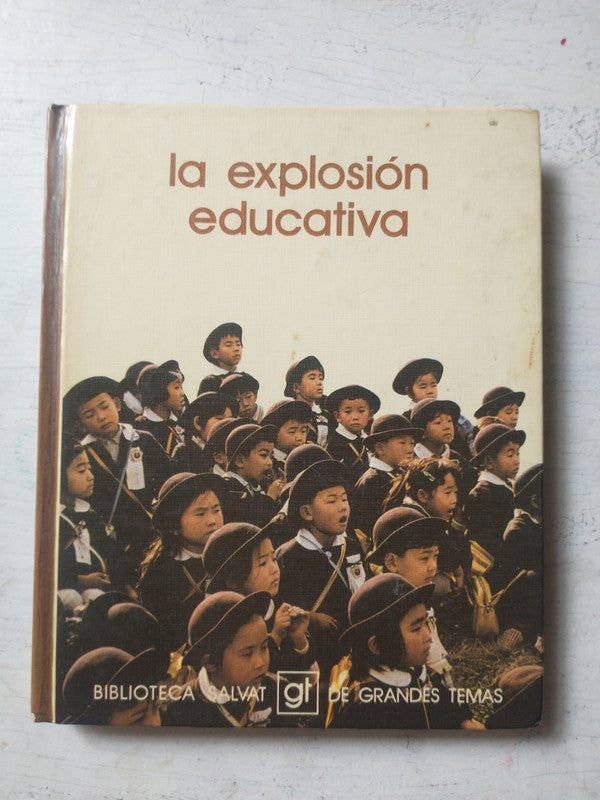 la explosión
educativa
BIBLIOTECA SALVAT gt DE GRANDES TEMAS